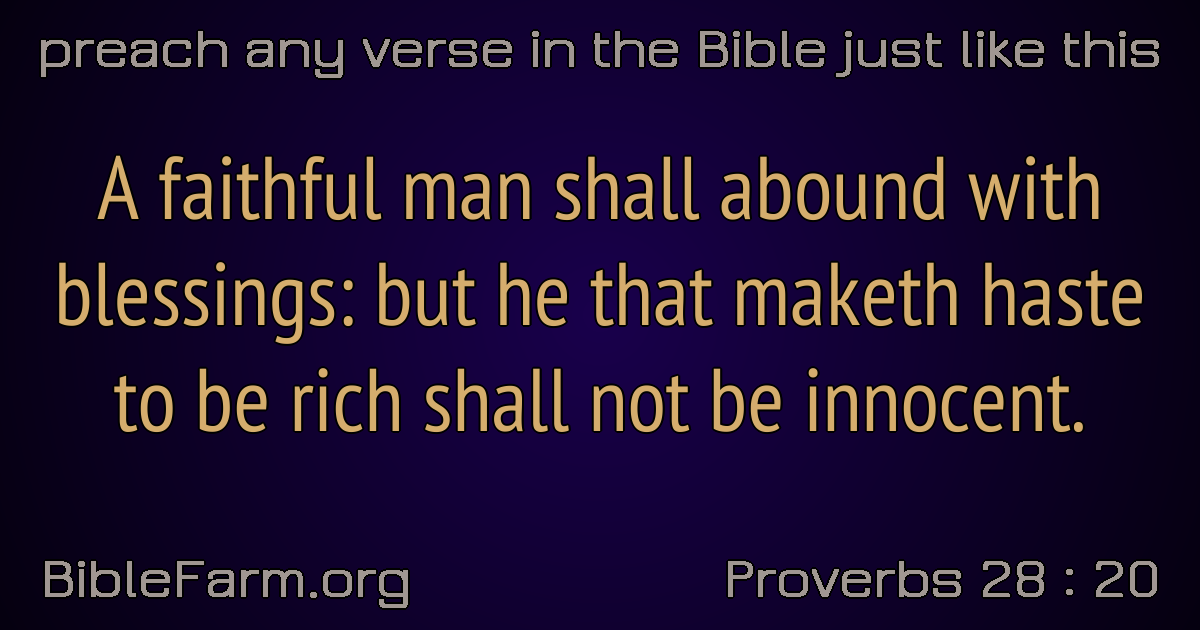 preach any verse in the Bible just like this
A faithful man shall abound with
blessings: but he that maketh haste
to be rich shall not be innocent.
BibleFarm.org
Proverbs 28 : 20